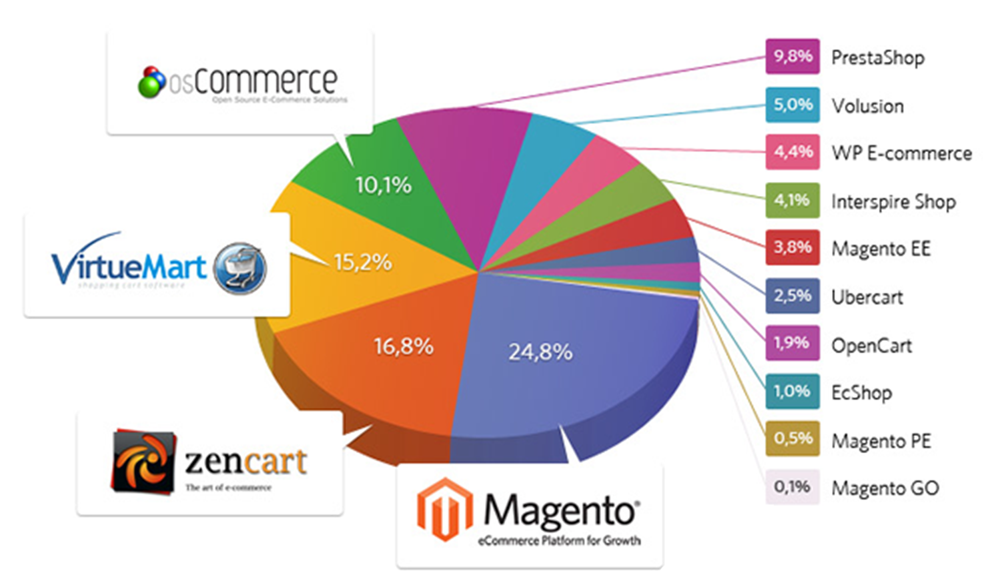 osCommerce
Open Source E-Commerce Solutions
10,1%
VirtueMart
shopping cart software
15,2%
16,8%
zencart
The art of e-commerce
24,8%
Magento®
eCommerce Platform for Growth
9,8% PrestaShop
5,0% Volusion
4,4% WP E-commerce
4,1% Interspire Shop
3,8% Magento EE
2,5% Ubercart
1,9% OpenCart
1,0% EcShop
0,5% Magento PE
0,1% Magento GO